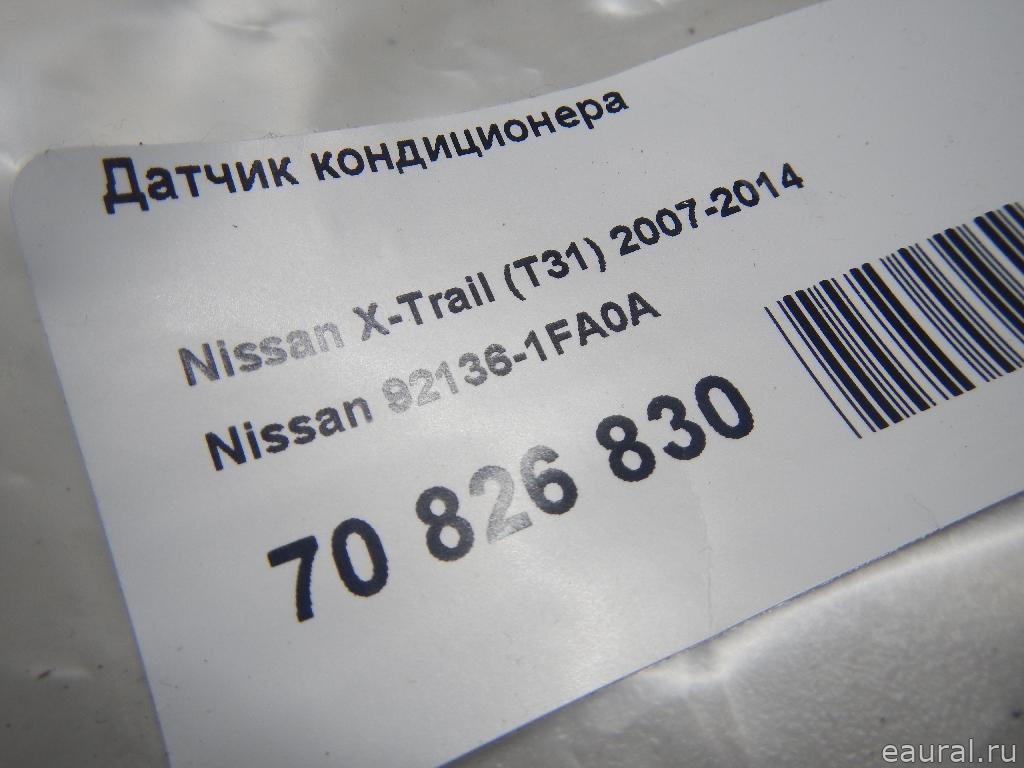 Датчик кондиционера
Nissan X-Trail (T31) 2007-2014
Nissan 92136-1FA0A
70 826 830
eaural.ru